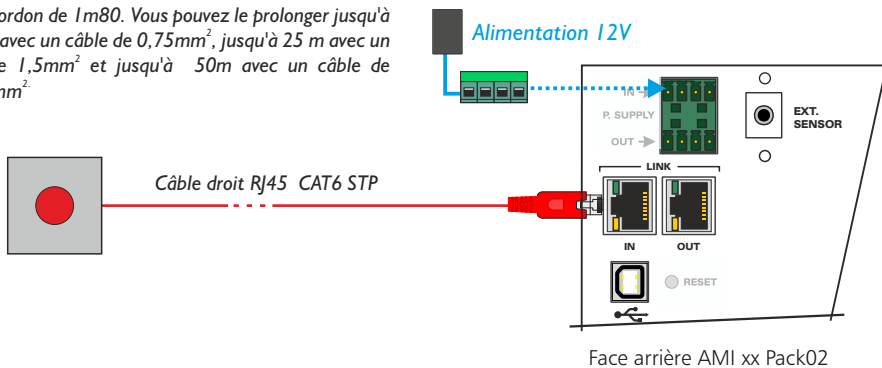 ordon de 1m80. Vous pouvez le prolonger jusqu'à
avec un câble de 0,75mm², jusqu'à 25 m avec un
e 1,5mm² et jusqu'à 50m avec un câble de
mm².
Alimentation 12V
IN
P. SUPPLY
OUT
EXT.
SENSOR
LINK
Câble droit RJ45 CAT6 STP
IN OUT
RESET
Face arrière AMI xx Pack02